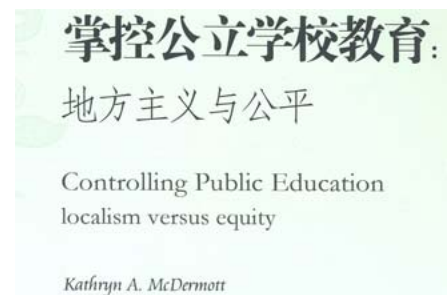 掌控公立学校教育:
地方主义与公平
Controlling Public Education
localism versus equity
Kathryn A. McDermott